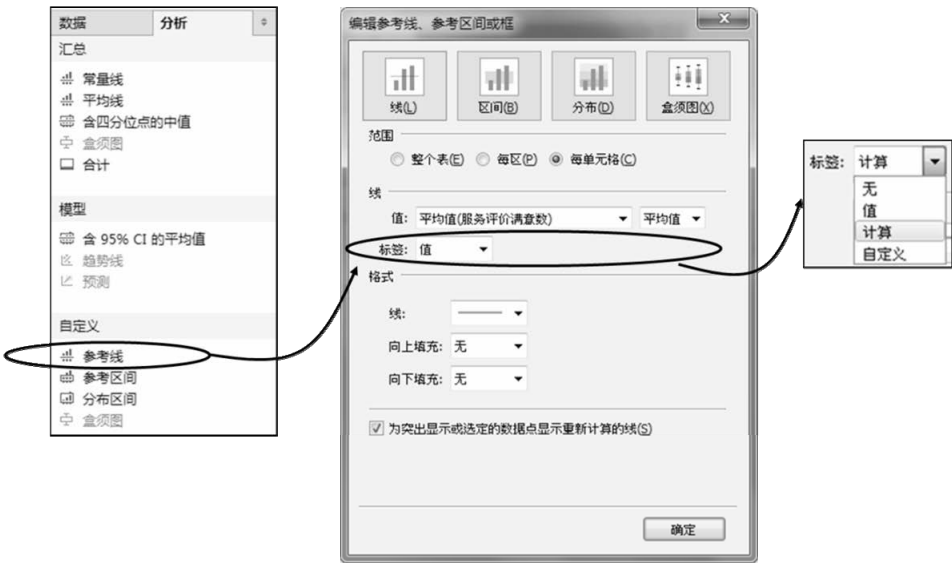 数据 分析
汇总
常量线
平均线
含四分位点的中值
盒须图
合计
模型
含 95% CI 的平均值
趋势线
预测
自定义
参考线
参考区间
分布区间
盒须图
编辑参考线、参考区间或框
线(L) 区间(B) 分布(D) 盒须图(X)
范围
整个表(E) 每区(P) 每单元格(C)
线
值: 平均值(服务评价满意数) 平均值
标签: 值
格式
线:
向上填充: 无
向下填充: 无
为突出显示或选定的数据点显示重新计算的线(S)
确定
标签: 计算
无
值
计算
自定义